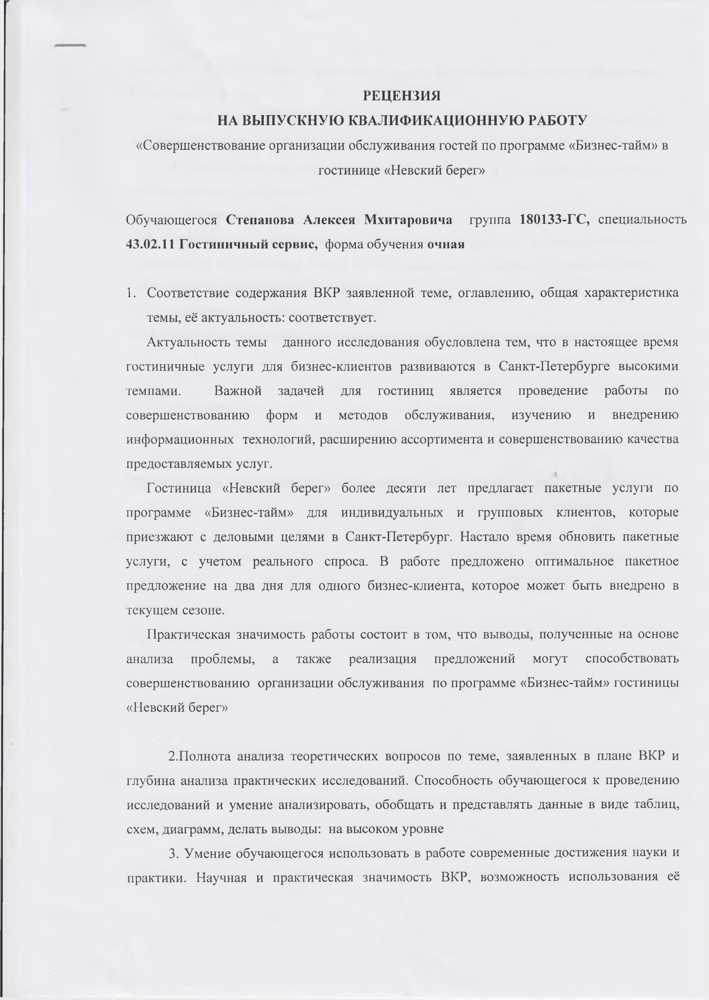 РЕЦЕНЗИЯ
НА ВЫПУСКНУЮ КВАЛИФИКАЦИОННУЮ РАБОТУ
«Совершенствование организации обслуживания гостей по программе «Бизнес-тайм» в
гостинице «Невский берег»
Обучающегося Степанова Алексея Мхитаровича группа 180133-ГС, специальность
43.02.11 Гостиничный сервис, форма обучения очная
1. Соответствие содержания ВКР заявленной теме, оглавлению, общая характеристика
темы, её актуальность: соответствует.
Актуальность темы данного исследования обусловлена тем, что в настоящее время
гостиничные услуги для бизнес-клиентов развиваются в Санкт-Петербурге высокими
темпами. Важной задачей для гостиниц является проведение работы по
совершенствованию форм и методов обслуживания, изучению и внедрению
информационных технологий, расширению ассортимента и совершенствованию качества
предоставляемых услуг.
Гостиница «Невский берег» более десяти лет предлагает пакетные услуги по
программе «Бизнес-тайм» для индивидуальных и групповых клиентов, которые
приезжают с деловыми целями в Санкт-Петербург. Настало время обновить пакетные
услуги, с учетом реального спроса. В работе предложено оптимальное пакетное
предложение на два дня для одного бизнес-клиента, которое может быть внедрено в
текущем сезоне.
Практическая значимость работы состоит в том, что выводы, полученные на основе
анализа проблемы, а также реализация предложений могут способствовать
совершенствованию организации обслуживания по программе «Бизнес-тайм» гостиницы
«Невский берег»
2.Полнота анализа теоретических вопросов по теме, заявленных в плане ВКР и
глубина анализа практических исследований. Способность обучающегося к проведению
исследований и умение анализировать, обобщать и представлять данные в виде таблиц,
схем, диаграмм, делать выводы: на высоком уровне
3. Умение обучающегося использовать в работе современные достижения науки и
практики. Научная и практическая значимость ВКР, возможность использования её